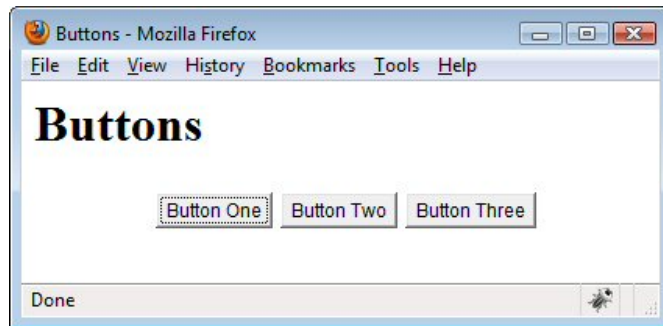 Buttons - Mozilla Firefox
File Edit View History Bookmarks Tools Help
Buttons
Button One Button Two Button Three
Done